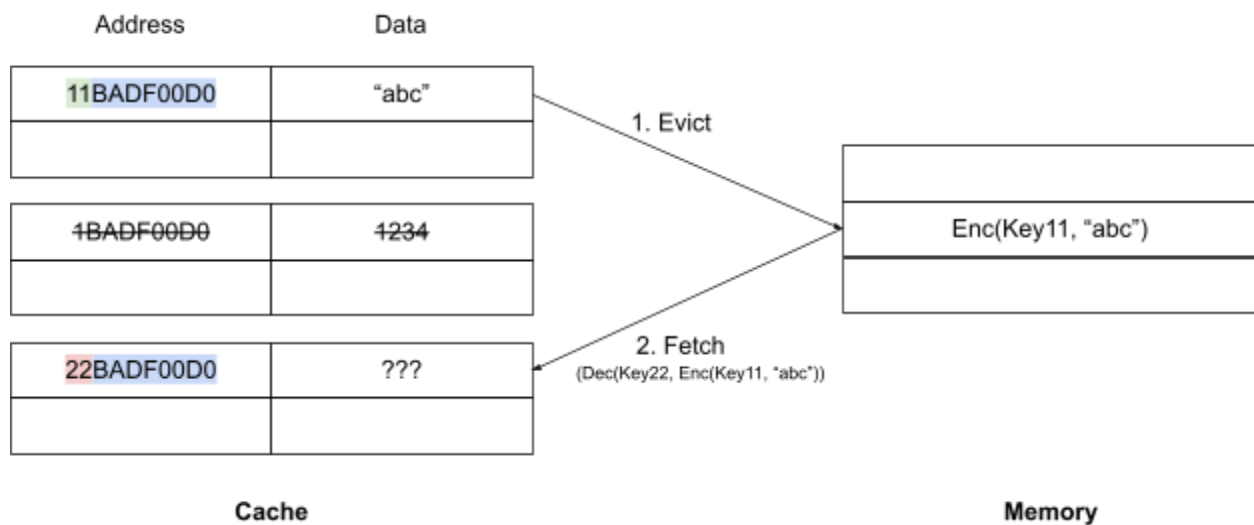 Address Data
11BADF00D0 “abc”
1. Evict
1BADF00D0 1234
Enc(Key11, “abc”)
22BADF00D0 ???
2. Fetch
(Dec(Key22, Enc(Key11, “abc”))
Cache Memory